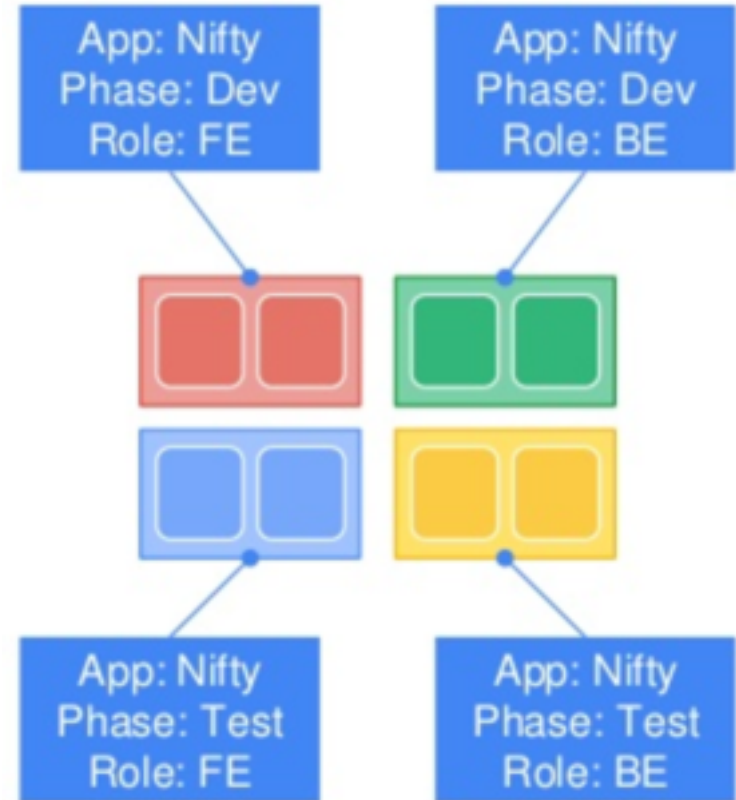 App: Nifty
Phase: Dev
Role: FE
App: Nifty
Phase: Dev
Role: BE
App: Nifty
Phase: Test
Role: FE
App: Nifty
Phase: Test
Role: BE